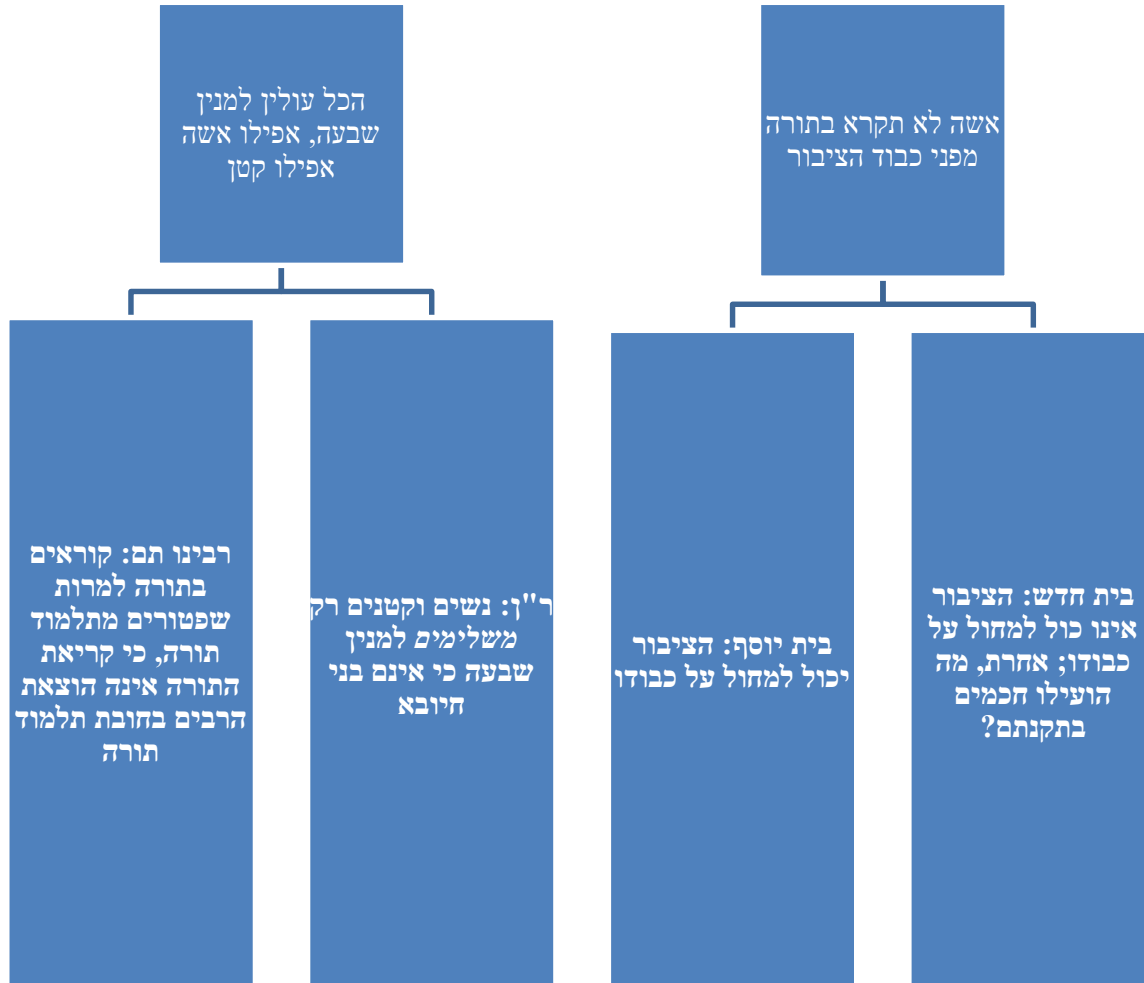 אשה לא תקרא בתורה
מפני כבוד הציבור
בית חדש: הציבור
אינו כול למחול על
כבודו; אחרת, מה
הועילו חכמים
בתקנתם?
בית יוסף: הציבור
יכול למחול על כבודו
הכל עולין למנין
שבעה, אפילו אשה
אפילו קטן
ר"ן: נשים וקטנים רק
משלימים למנין
שבעה כי אינם בני
חיובא
רבינו תם: קוראים
בתורה למרות
שפטורים מתלמוד
תורה, כי קריאת
התורה אינה הוצאת
הרבים בחובת תלמוד
תורה